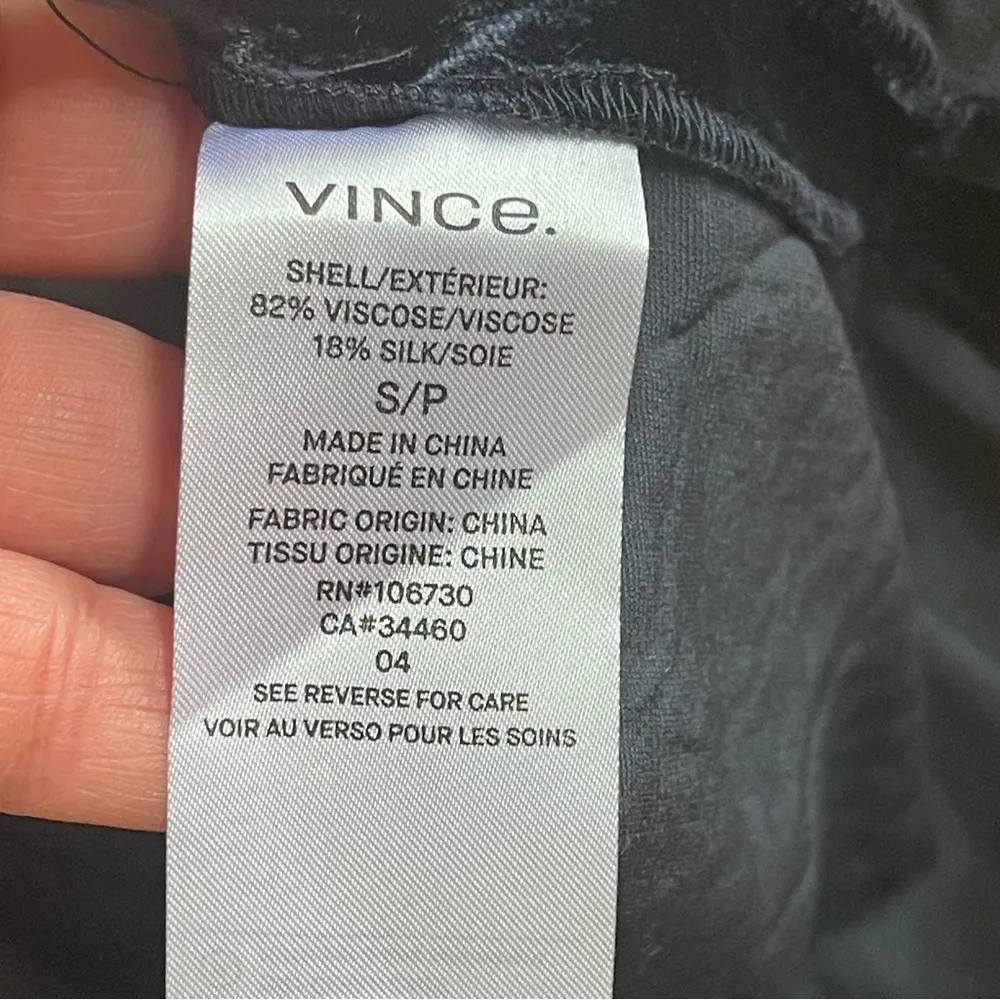 VINCe.
SHELL/EXTÉRIEUR:
82% VISCOSE/VISCOSE
18% SILK/SOIE
S/P
MADE IN CHINA
FABRIQUÉ EN CHINE
FABRIC ORIGIN: CHINA
TISSU ORIGINE: CHINE
RN#106730
CA#34460
04
SEE REVERSE FOR CARE
VOIR AU VERSO POUR LES SOINS